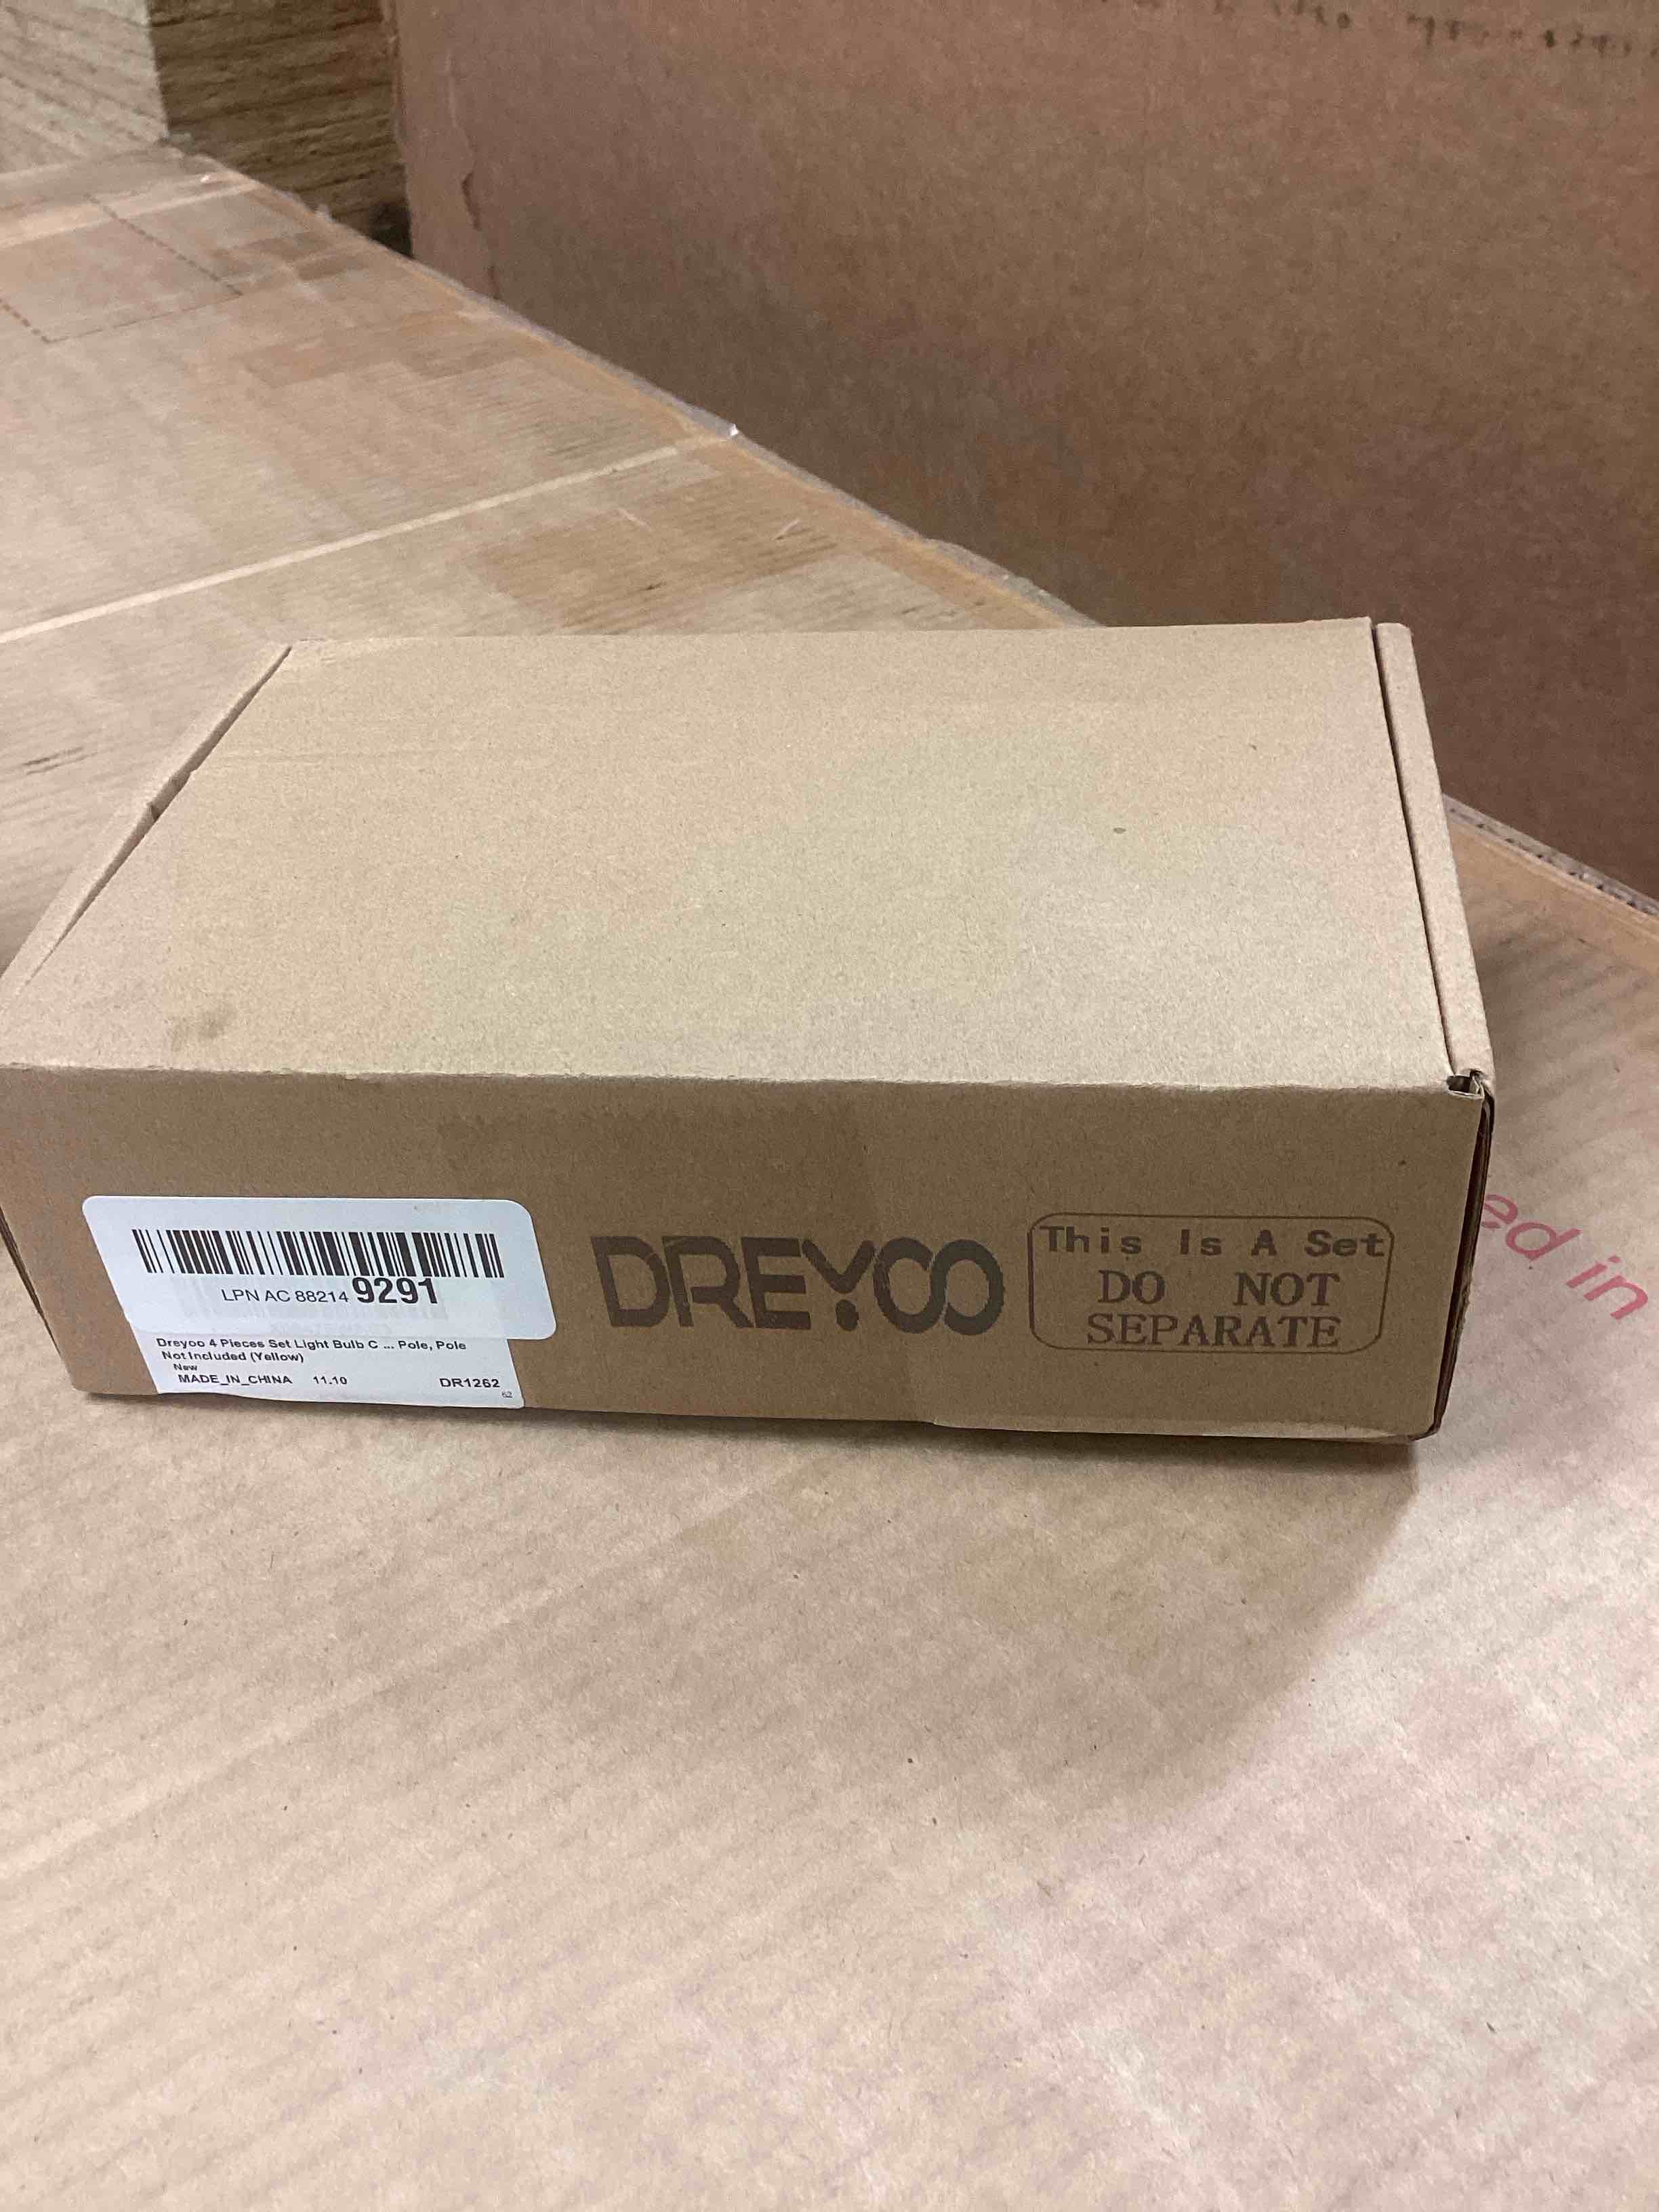 LPN AC 88214 9291
Dreyoo 4 Pieces Set Light Bulb C ... Pole, Pole
Not Included (Yellow)
New
MADE_IN_CHINA 11.10 DR1262
62
DREYOO
This Is A Set
DO NOT
SEPARATE
ed in